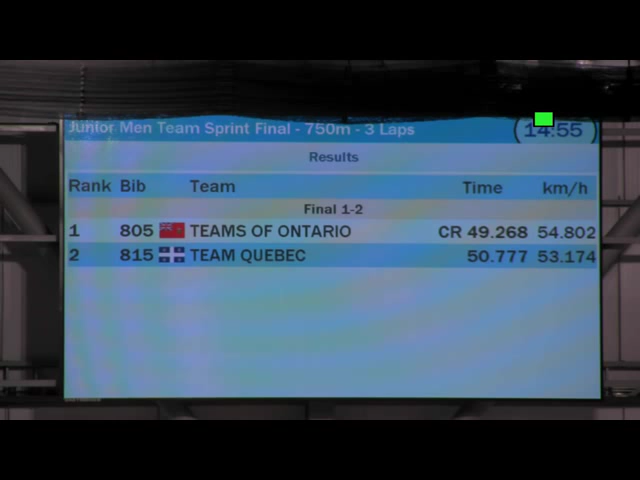 Junior Men Team Sprint Final - 750m - 3 Laps 14:55
Results
Rank Bib Team Time km/h
Final 1-2
1 805 TEAMS OF ONTARIO CR 49.268 54.802
2 815 TEAM QUEBEC 50.777 53.174